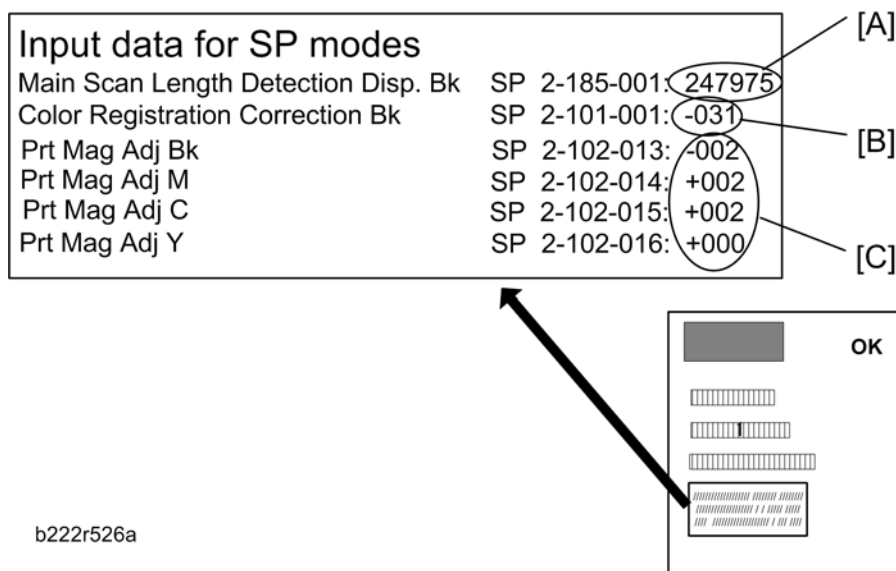 Input data for SP modes
Main Scan Length Detection Disp. Bk SP 2-185-001: 247975
Color Registration Correction Bk SP 2-101-001: -031
Prt Mag Adj Bk SP 2-102-013: -002
Prt Mag Adj M SP 2-102-014: +002
Prt Mag Adj C SP 2-102-015: +002
Prt Mag Adj Y SP 2-102-016: +000
[A]
[B]
[C]
OK
b222r526a